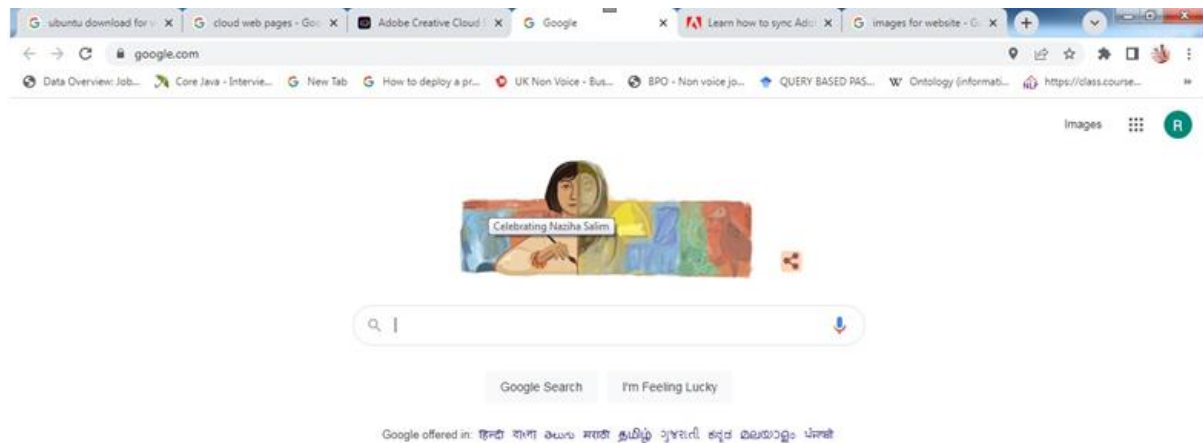 ubuntu download for v
cloud web pages - Goo
Adobe Creative Cloud
Google
Learn how to sync Ado
images for website - G
google.com
Data Overview: Job...
Core Java - Intervie...
New Tab
How to deploy a pr...
UK Non Voice - Bus...
BPO - Non voice jo...
QUERY BASED PAS...
Ontology (informati...
https://class.course...
Images
R
Celebrating Naziha Salim
Google Search
I'm Feeling Lucky
Google offered in: हिन्दी বাংলা తెలుగు मराठी தமிழ் ગુજરાતી ಕನ್ನಡ മലയാളം ਪੰਜਾਬੀ